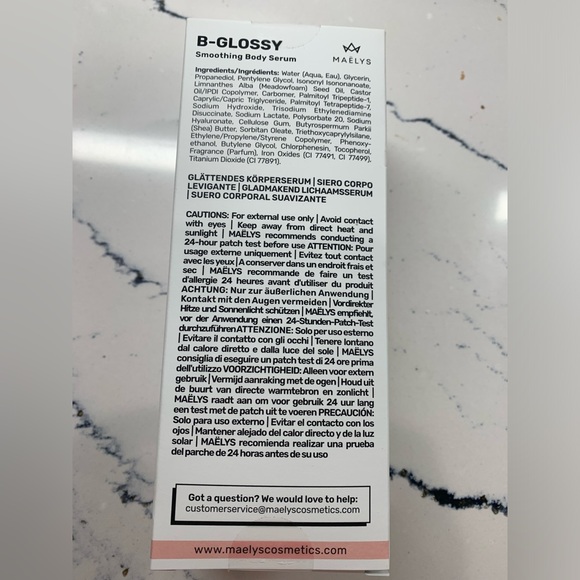 B-GLOSSY
Smoothing Body Serum
MAËLYS
Ingredients/Ingrédients: Water (Aqua, Eau), Glycerin,
Propanediol, Pentylene Glycol, Isononyl Isononanoate,
Limnanthes Alba (Meadowfoam) Seed Oil, Castor
Oil/IPDI Copolymer, Carbomer, Palmitoyl Tripeptide-1,
Caprylic/Capric Triglyceride, Palmitoyl Tetrapeptide-7,
Sodium Hydroxide, Trisodium Ethylenediamine
Disuccinate, Sodium Lactate, Polysorbate 20, Sodium
Hyaluronate, Cellulose Gum, Butyrospermum Parkii
(Shea) Butter, Sorbitan Oleate, Triethoxycaprylylsilane,
Ethylene/Propylene/Styrene Copolymer, Phenoxy-
ethanol, Butylene Glycol, Chlorphenesin, Tocopherol,
Fragrance (Parfum), Iron Oxides (CI 77491, CI 77499),
Titanium Dioxide (CI 77891).
GLÄTTENDES KÖRPERSERUM | SIERO CORPO
LEVIGANTE | GLADMAKEND LICHAAMSSERUM
| SUERO CORPORAL SUAVIZANTE
CAUTIONS: For external use only | Avoid contact
with eyes | Keep away from direct heat and
sunlight | MAËLYS recommends conducting a
24-hour patch test before use ATTENTION: Pour
usage externe uniquement | Evitez tout contact
avec les yeux | A conserver dans un endroit frais et
sec | MAËLYS recommande de faire un test
d'allergie 24 heures avant d'utiliser du produit
ACHTUNG: Nur zur äußerlichen Anwendung |
Kontakt mit den Augen vermeiden | Vor direkter
Hitze und Sonnenlicht schützen | MAËLYS empfiehlt,
vor der Anwendung einen 24-Stunden-Patch-Test
durchzuführen ATTENZIONE: Solo per uso esterno
| Evitare il contatto con gli occhi | Tenere lontano
dal calore diretto e dalla luce del sole | MAËLYS
consiglia di eseguire un patch test di 24 ore prima
dell'utilizzo VOORZICHTIGHEID: Alleen voor extern
gebruik | Vermijd aanraking met de ogen | Houd uit
de buurt van directe warmtebron en zonlicht |
MAËLYS raadt aan om voor gebruik 24 uur lang
een test met de patch uit te voeren PRECAUCIÓN:
Solo para uso externo | Evitar el contacto con los
ojos | Mantener alejado del calor directo y de la luz
solar | MAËLYS recomienda realizar una prueba
del parche de 24 horas antes de su uso
Got a question? We would love to help:
customerservice@maelyscosmetics.com
www.maelyscosmetics.com